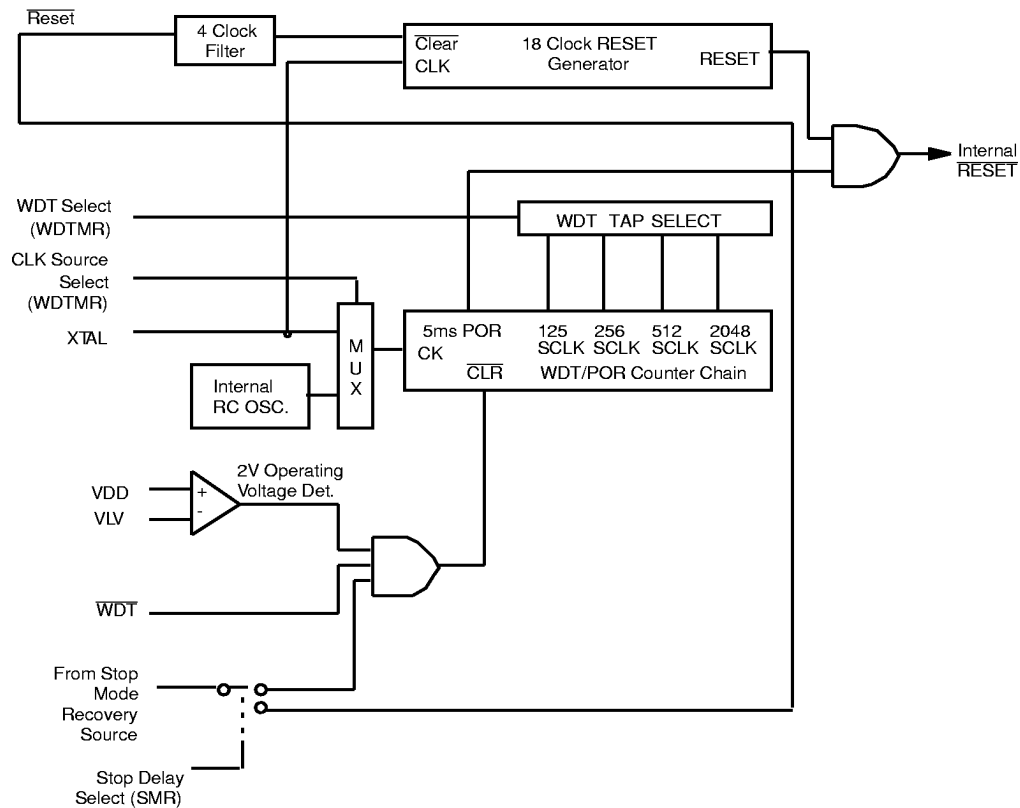 Reset
4 Clock
Filter
Clear
CLK
18 Clock RESET
Generator
RESET
Internal
RESET
WDT Select
(WDTMR)
WDT TAP SELECT
CLK Source
Select
(WDTMR)
XTAL
M
U
X
5ms POR
CK
CLR
125
SCLK
256
SCLK
512
SCLK
2048
SCLK
WDT/POR Counter Chain
Internal
RC OSC.
2V Operating
Voltage Det.
VDD
VLV
+
-
WDT
From Stop
Mode
Recovery
Source
Stop Delay
Select (SMR)